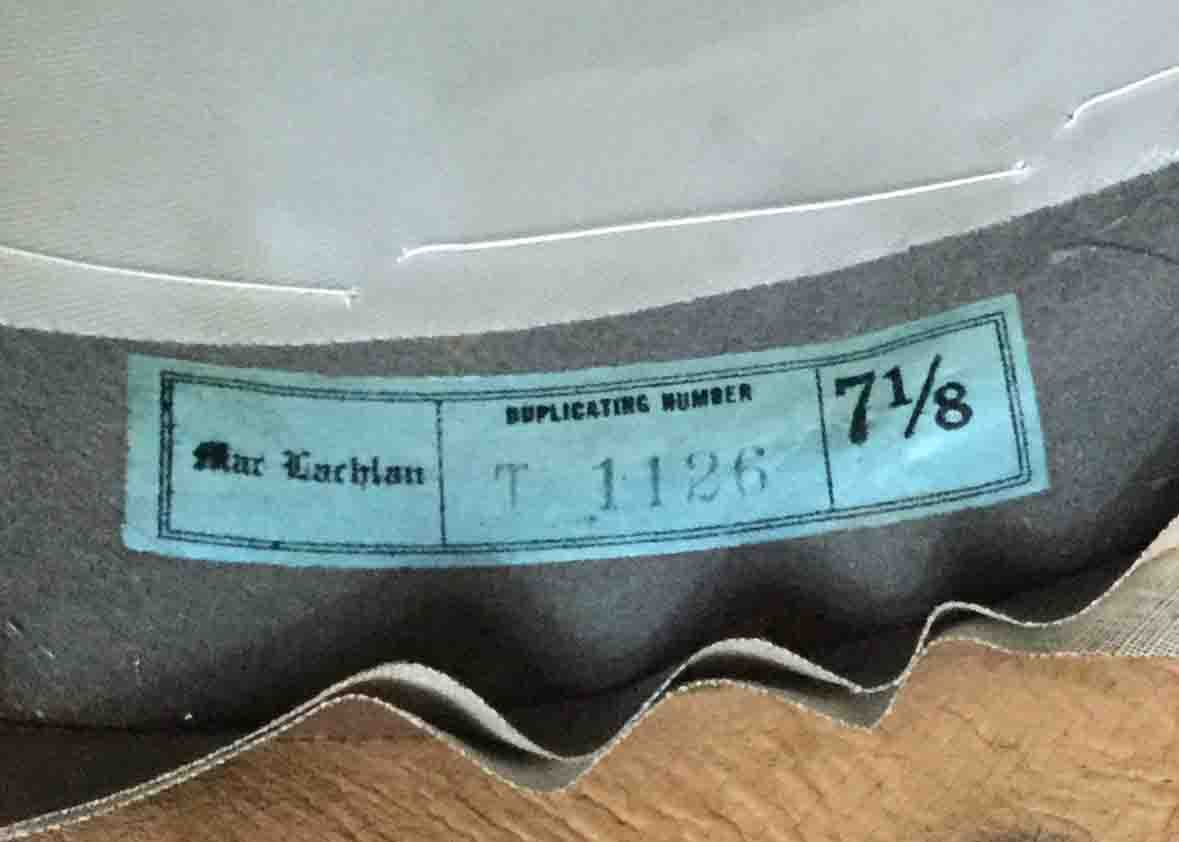 Mac Lachlan
DUPLICATING NUMBER
T 1126
7 1/8